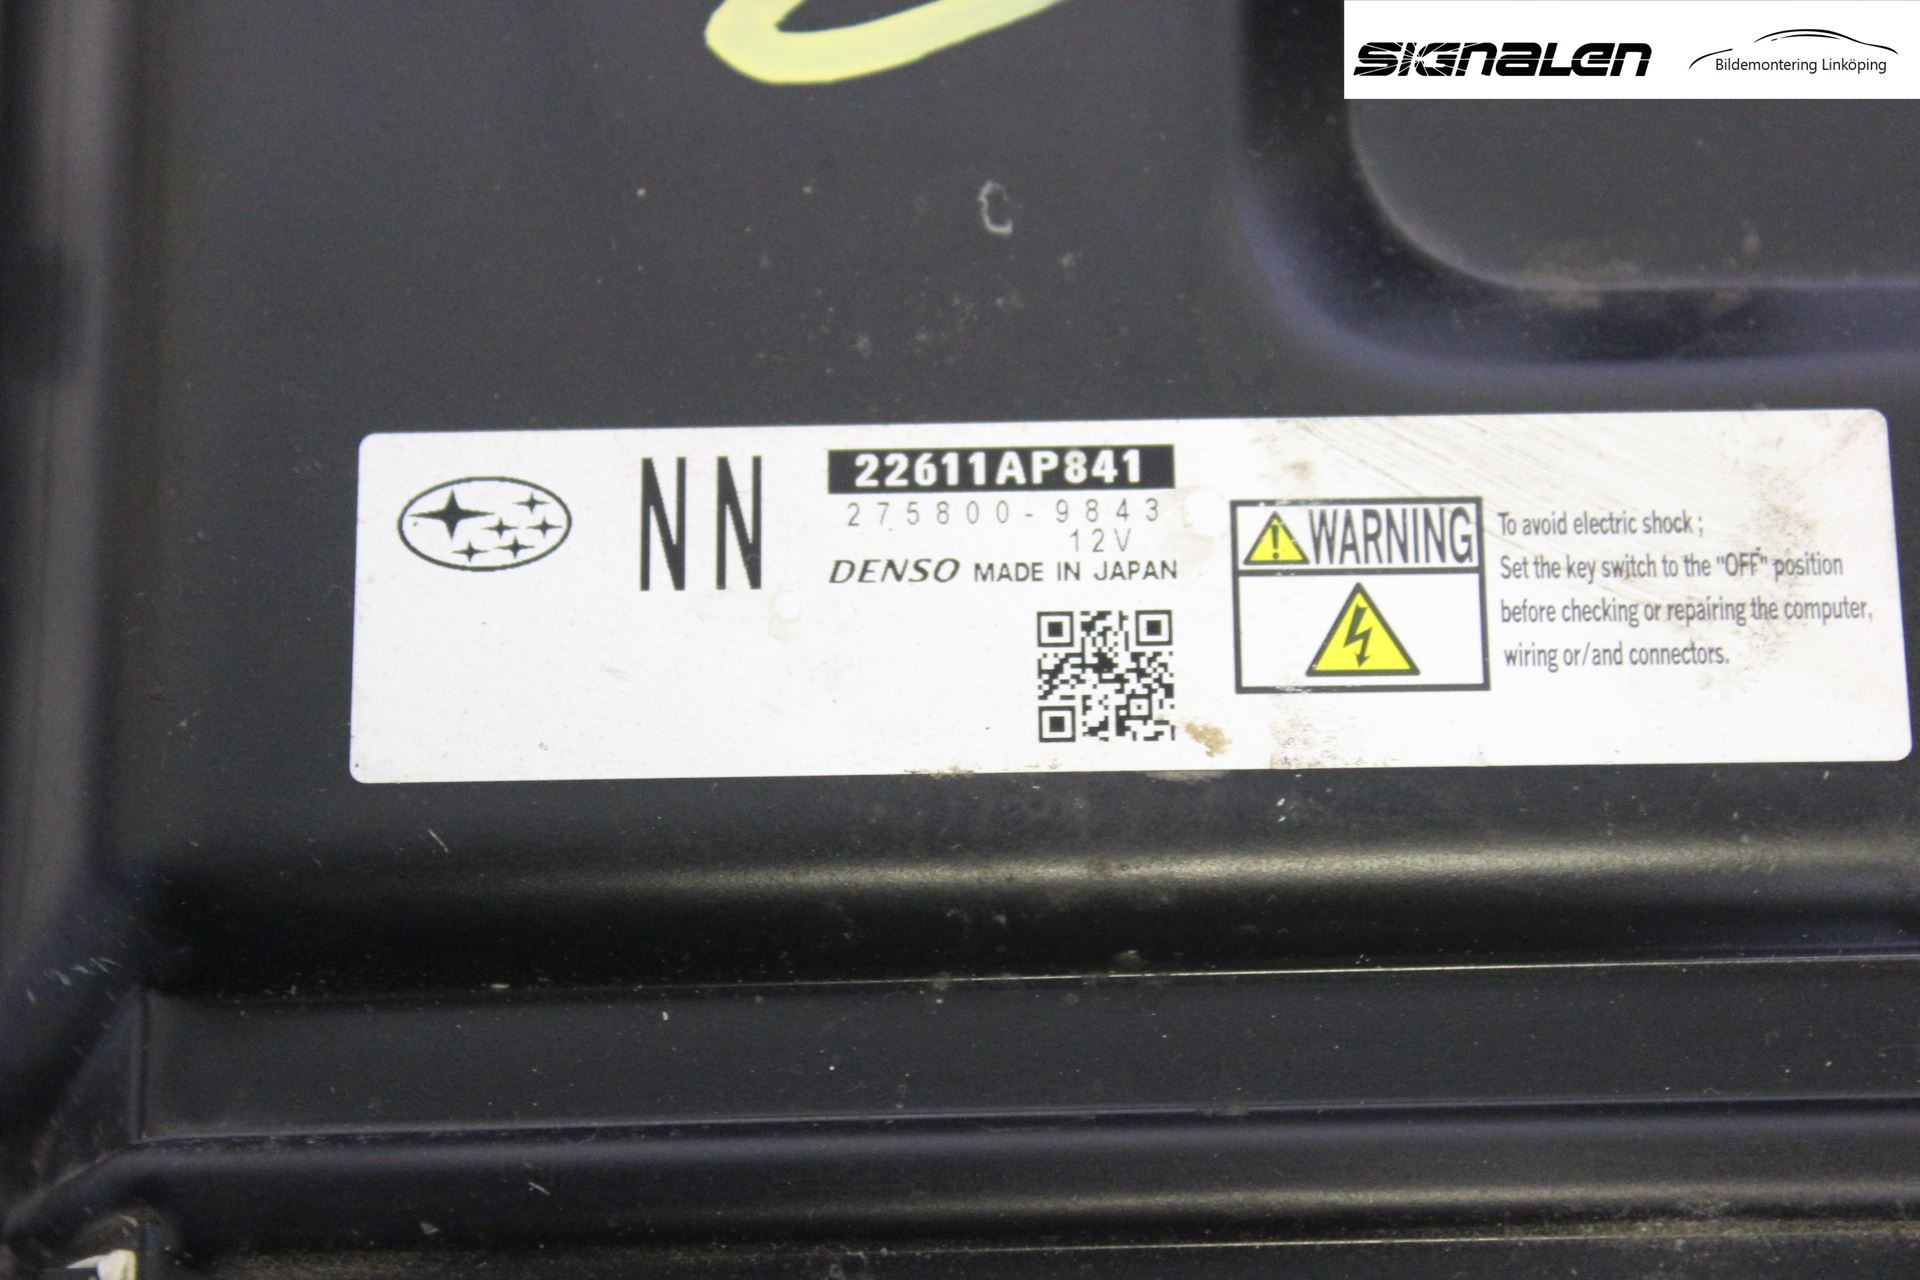 SIGNALEN
Bildemontering Linköping
NN
22611AP841
275800-9843
12V
DENSO MADE IN JAPAN
WARNING
To avoid electric shock;
Set the key switch to the "OFF" position
before checking or repairing the computer,
wiring or/and connectors.